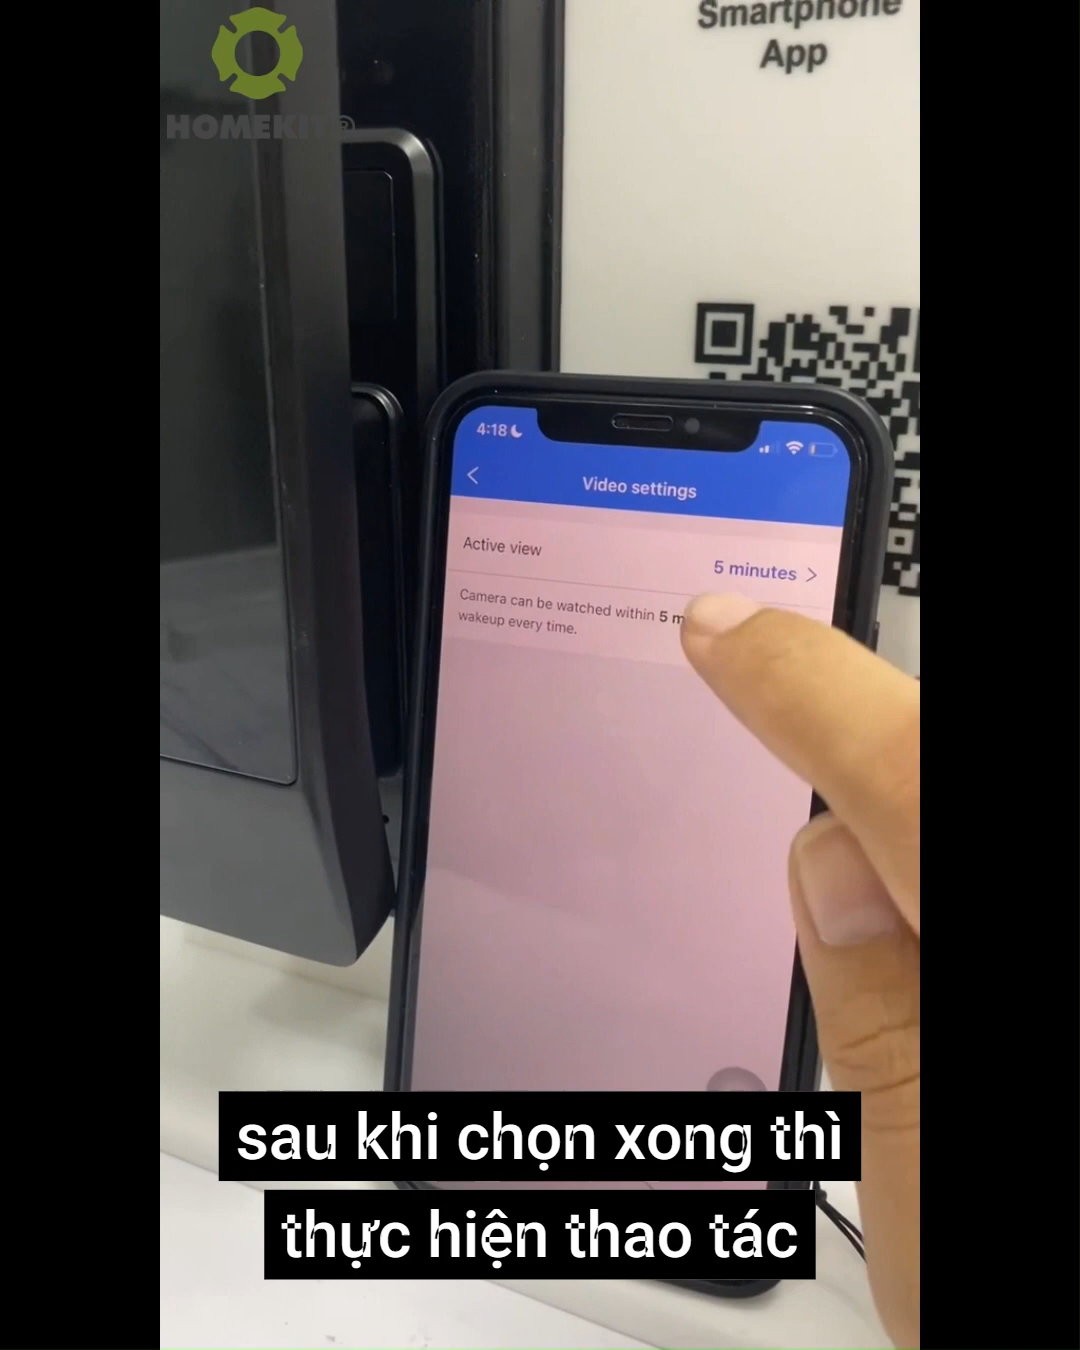 Smartphone
App
HOMEKIT®
4:18
Video settings
Active view
5 minutes
Camera can be watched within 5 m
wakeup every time.
sau khi chọn xong thì
thực hiện thao tác